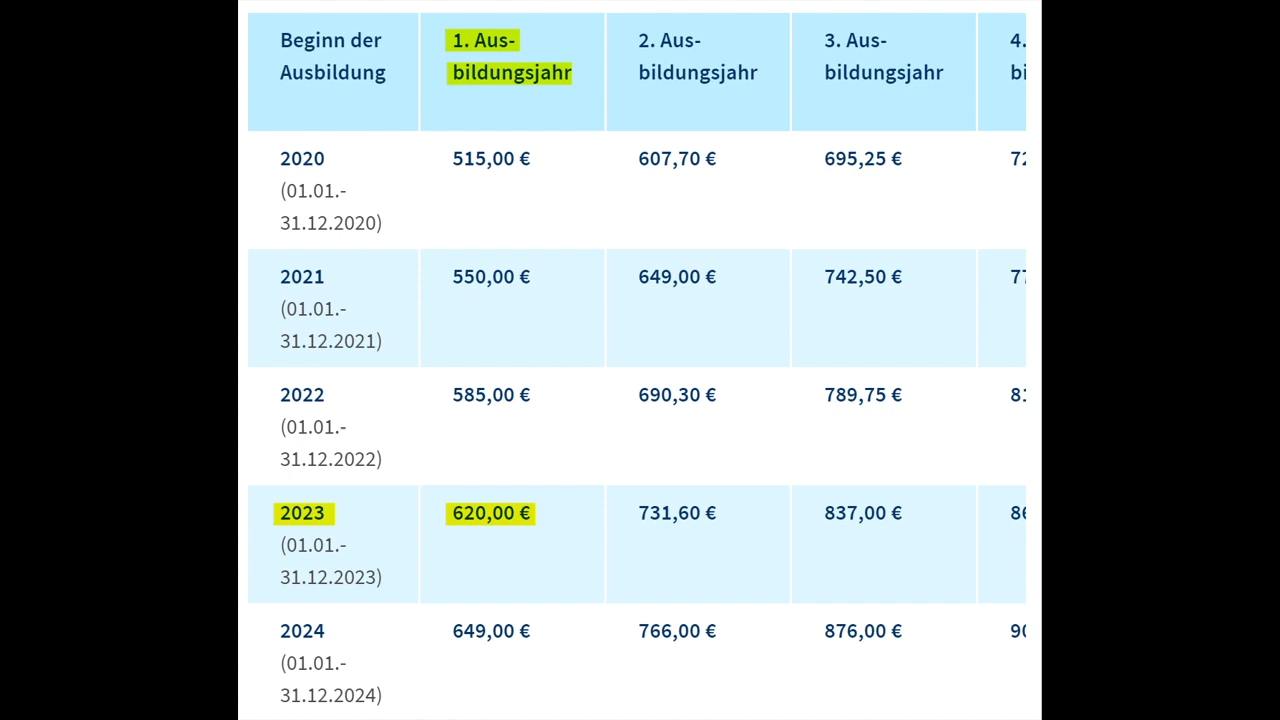 Beginn der Ausbildung
1. Aus-
bildungsjahr
2. Aus-
bildungsjahr
3. Aus-
bildungsjahr
4.
2020 515,00 € 607,70 € 695,25 €
(01.01.-
31.12.2020)
2021 550,00 € 649,00 € 742,50 €
(01.01.-
31.12.2021)
2022 585,00 € 690,30 € 789,75 €
(01.01.-
31.12.2022)
2023 620,00 € 731,60 € 837,00 €
(01.01.-
31.12.2023)
2024 649,00 € 766,00 € 876,00 €
(01.01.-
31.12.2024)